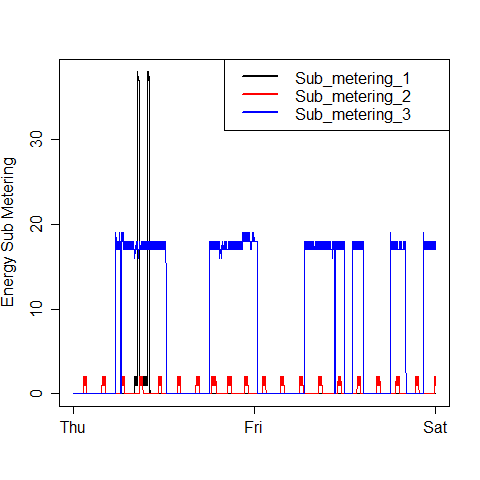 Sub_metering_1
Sub_metering_2
Sub_metering_3
Energy Sub Metering
30
20
10
0
Thu Fri Sat